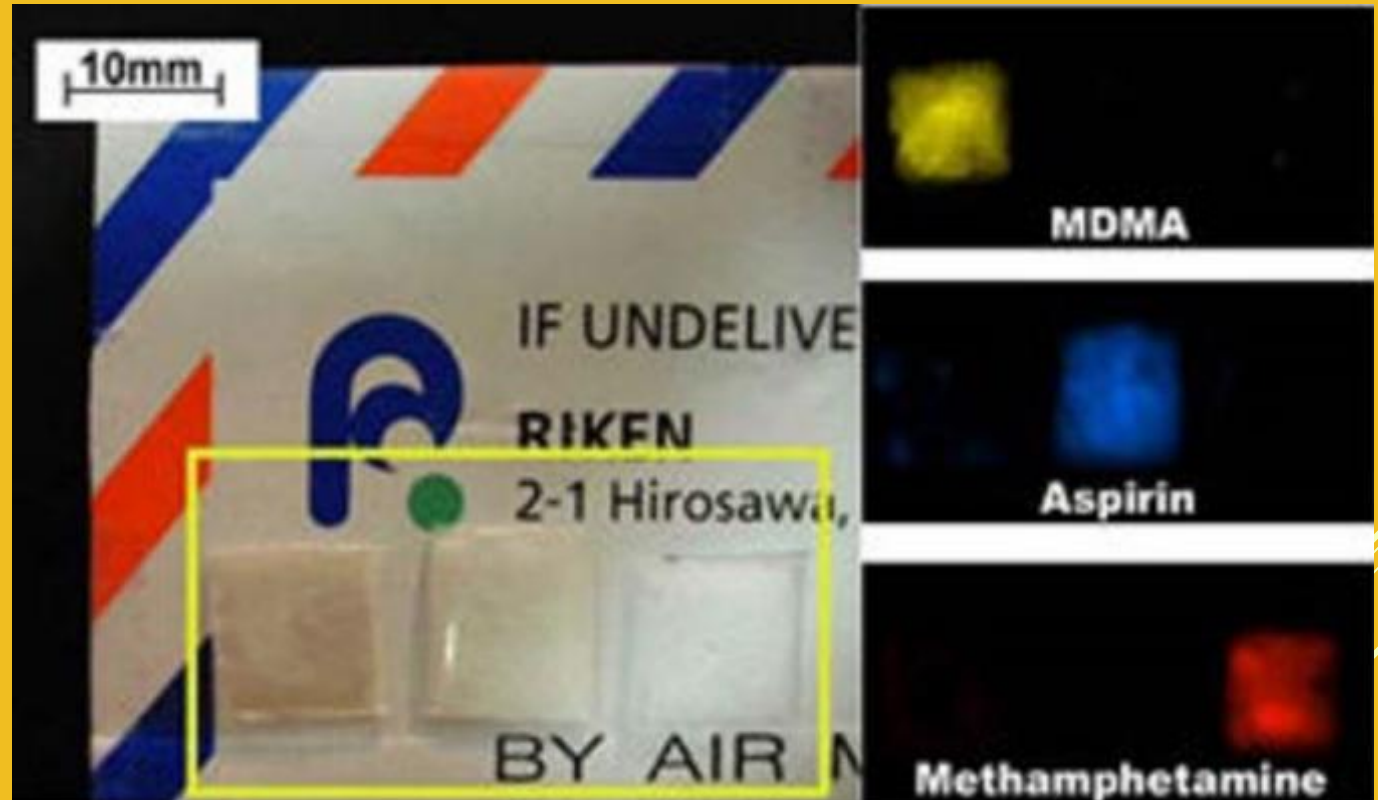 10mm
IF UNDELIVE
RIKEN
2-1 Hirosawa,
BY AIR M
MDMA
Aspirin
Methamphetamine